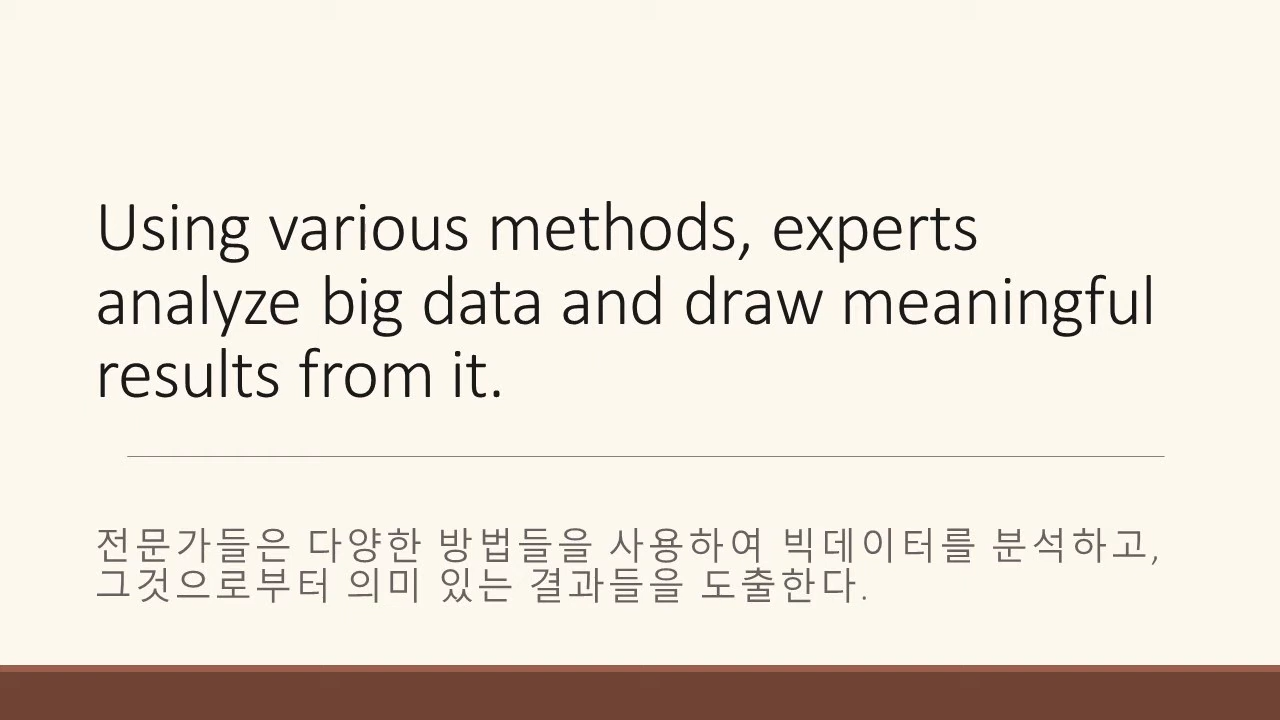 Using various methods, experts
analyze big data and draw meaningful
results from it.
전문가들은 다양한 방법들을 사용하여 빅데이터를 분석하고,
그것으로부터 의미 있는 결과들을 도출한다.